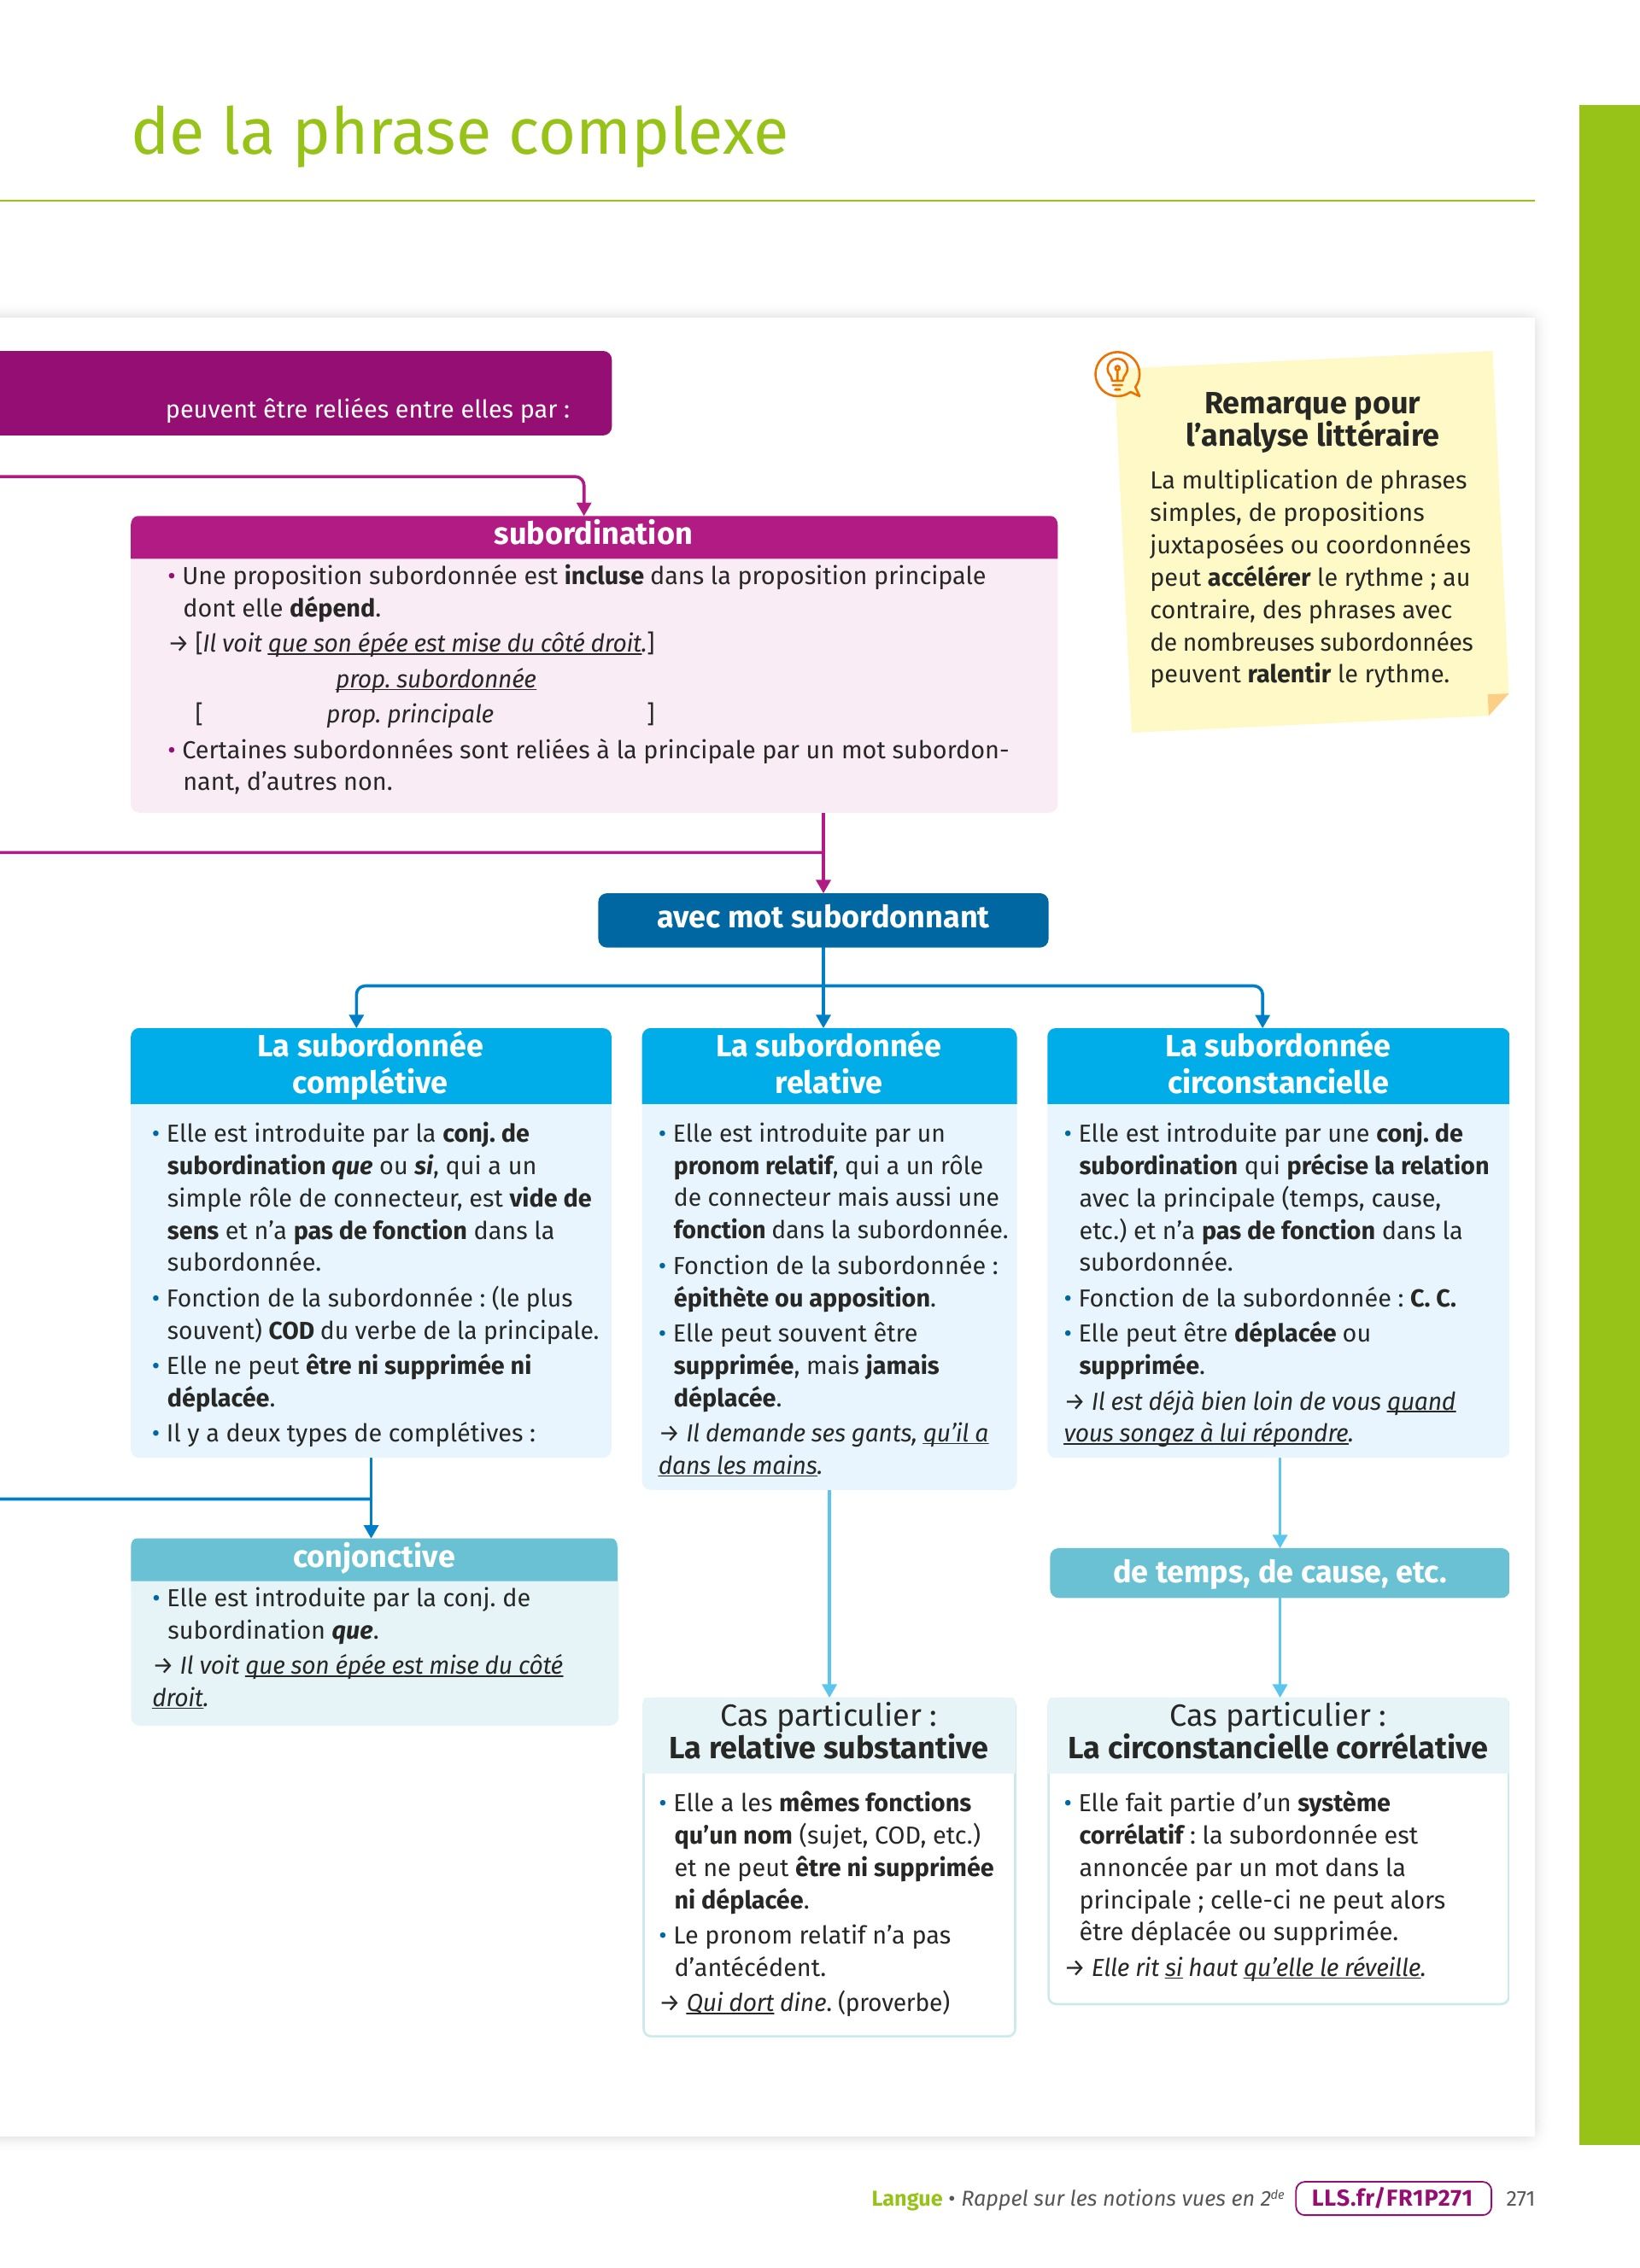 de la phrase complexe
peuvent être reliées entre elles par :
Remarque pour
l'analyse littéraire
La multiplication de phrases
simples, de propositions
juxtaposées ou coordonnées
peut accélérer le rythme ; au
contraire, des phrases avec
de nombreuses subordonnées
peuvent ralentir le rythme.
subordination
• Une proposition subordonnée est incluse dans la proposition principale
dont elle dépend.
→ [Il voit que son épée est mise du côté droit.]
prop. subordonnée
[ prop. principale ]
• Certaines subordonnées sont reliées à la principale par un mot subordon-
nant, d'autres non.
avec mot subordonnant
La subordonnée
complétive
• Elle est introduite par la conj. de
subordination que ou si, qui a un
simple rôle de connecteur, est vide de
sens et n'a pas de fonction dans la
subordonnée.
• Fonction de la subordonnée : (le plus
souvent) COD du verbe de la principale.
• Elle ne peut être ni supprimée ni
déplacée.
• Il y a deux types de complétives :
conjonctive
• Elle est introduite par la conj. de
subordination que.
→ Il voit que son épée est mise du côté
droit.
La subordonnée
relative
• Elle est introduite par un
pronom relatif, qui a un rôle
de connecteur mais aussi une
fonction dans la subordonnée.
• Fonction de la subordonnée :
épithète ou apposition.
• Elle peut souvent être
supprimée, mais jamais
déplacée.
→ Il demande ses gants, qu'il a
dans les mains.
Cas particulier :
La relative substantive
• Elle a les mêmes fonctions
qu'un nom (sujet, COD, etc.)
et ne peut être ni supprimée
ni déplacée.
• Le pronom relatif n'a pas
d'antécédent.
→ Qui dort dine. (proverbe)
La subordonnée
circonstancielle
• Elle est introduite par une conj. de
subordination qui précise la relation
avec la principale (temps, cause,
etc.) et n'a pas de fonction dans la
subordonnée.
• Fonction de la subordonnée : C. C.
• Elle peut être déplacée ou
supprimée.
→ Il est déjà bien loin de vous quand
vous songez à lui répondre.
de temps, de cause, etc.
Cas particulier :
La circonstancielle corrélative
• Elle fait partie d'un système
corrélatif : la subordonnée est
annoncée par un mot dans la
principale ; celle-ci ne peut alors
être déplacée ou supprimée.
→ Elle rit si haut qu'elle le réveille.
Langue • Rappel sur les notions vues en 2de LLS.fr/FR1P271 271